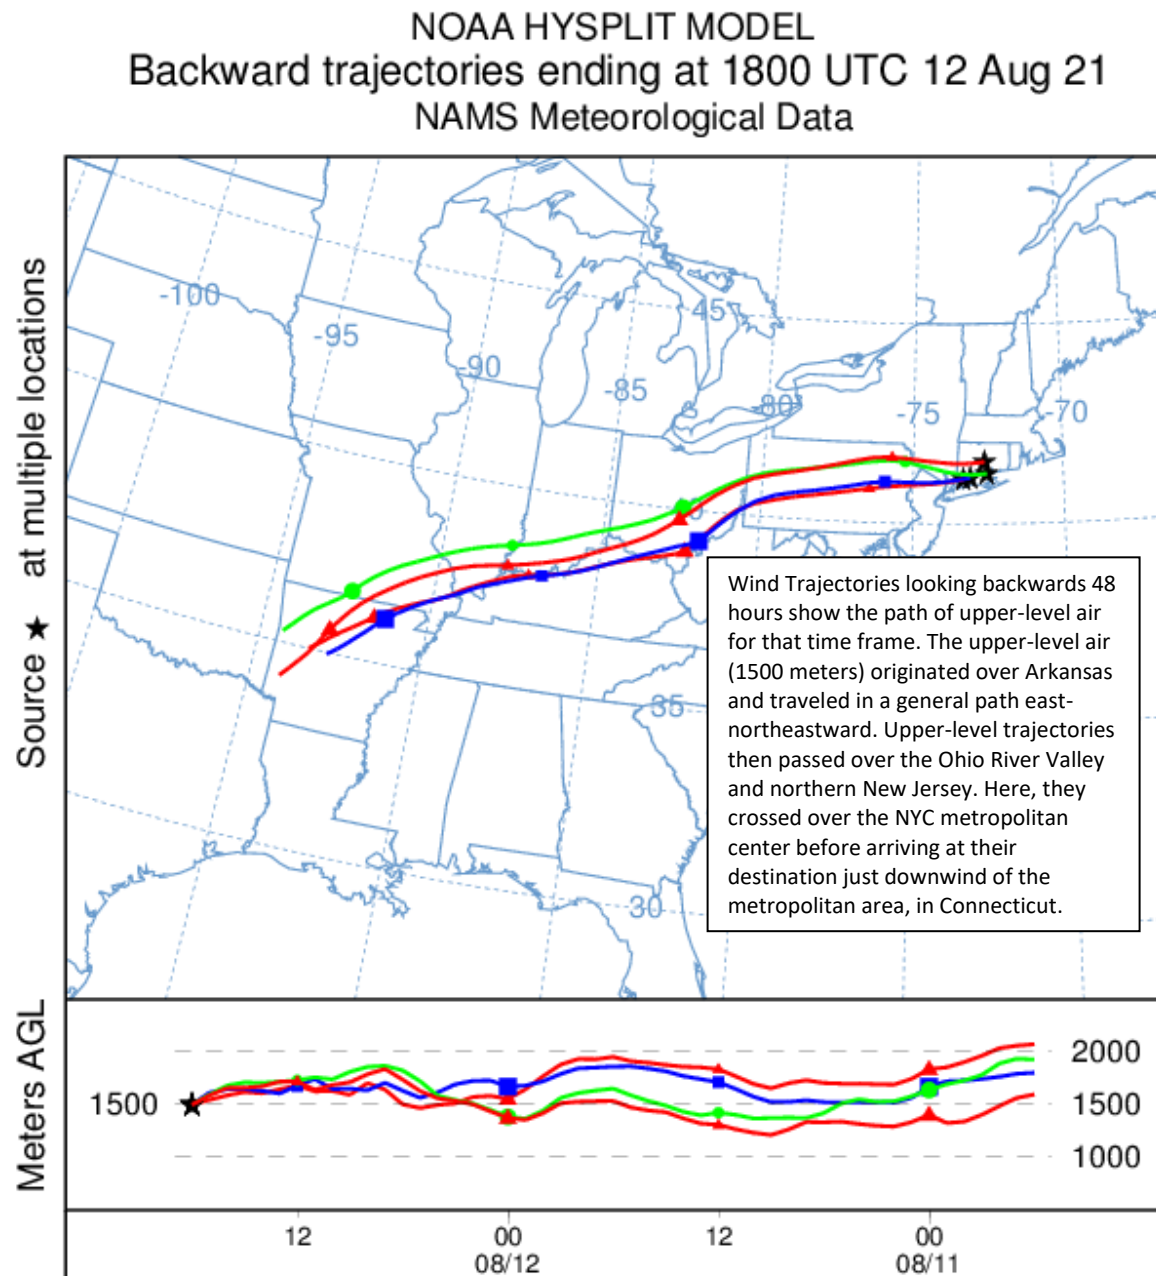 NOAA HYSPLIT MODEL
Backward trajectories ending at 1800 UTC 12 Aug 21
NAMS Meteorological Data
Source ★ at multiple locations
-100
-95
-90
-85
-80
-75
-70
45
35
30
Wind Trajectories looking backwards 48
hours show the path of upper-level air
for that time frame. The upper-level air
(1500 meters) originated over Arkansas
and traveled in a general path east-
northeastward. Upper-level trajectories
then passed over the Ohio River Valley
and northern New Jersey. Here, they
crossed over the NYC metropolitan
center before arriving at their
destination just downwind of the
metropolitan area, in Connecticut.
Meters AGL
1500
2000
1500
1000
12 00 12 00
08/12 08/11